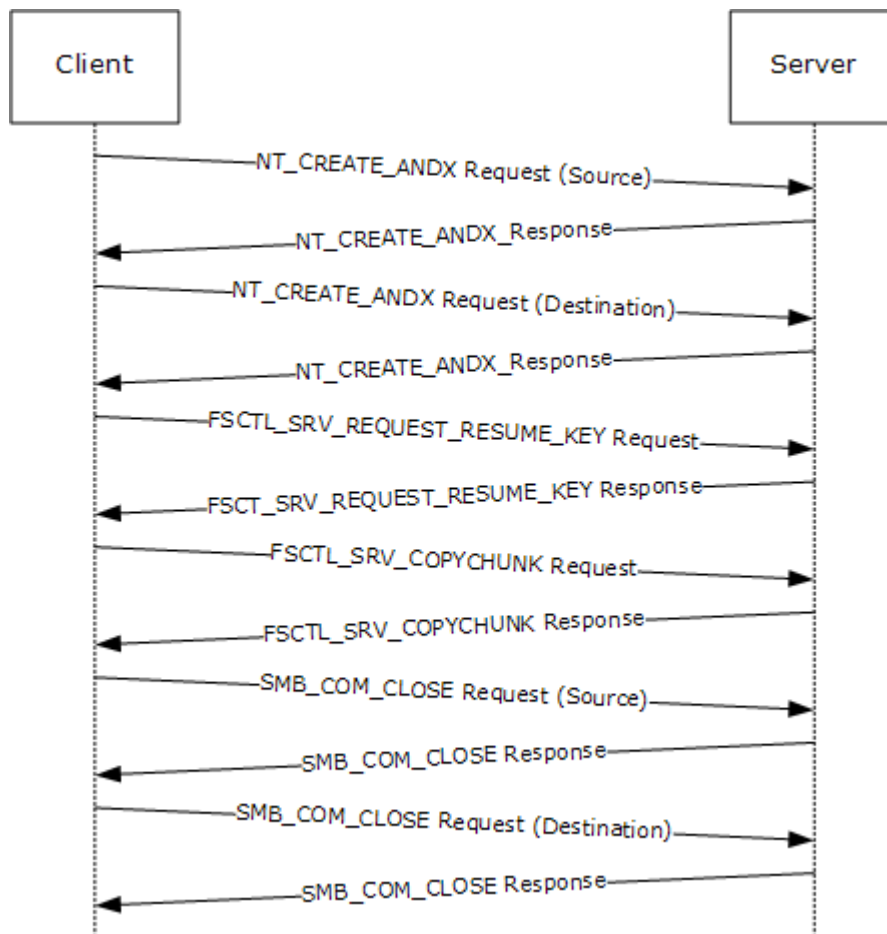 Client
Server
NT_CREATE_ANDX Request (Source)
NT_CREATE_ANDX_Response
NT_CREATE_ANDX Request (Destination)
NT_CREATE_ANDX_Response
FSCTL_SRV_REQUEST_RESUME_KEY Request
FSCT_SRV_REQUEST_RESUME_KEY Response
FSCTL_SRV_COPYCHUNK Request
FSCTL_SRV_COPYCHUNK Response
SMB_COM_CLOSE Request (Source)
SMB_COM_CLOSE Response
SMB_COM_CLOSE Request (Destination)
SMB_COM_CLOSE Response